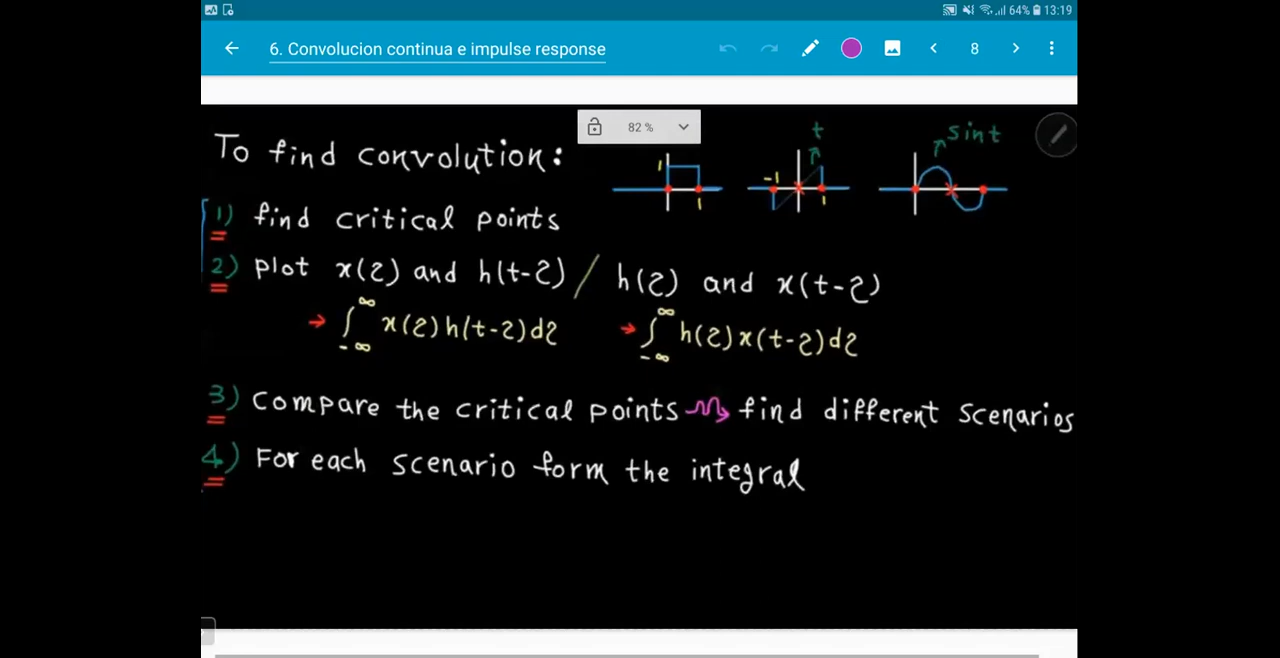 64% 13:19
6. Convolucion continua e impulse response
8
82 %
To find convolution:
1
1
t
-1
1
sint
1) find critical points
2) plot x(τ) and h(t-τ) / h(τ) and x(t-τ)
→ ∫_{-∞}^{∞} x(τ)h(t-τ)dτ → ∫_{-∞}^{∞} h(τ)x(t-τ)dτ
3) Compare the critical points ⇝ find different scenarios
4) For each scenario form the integral